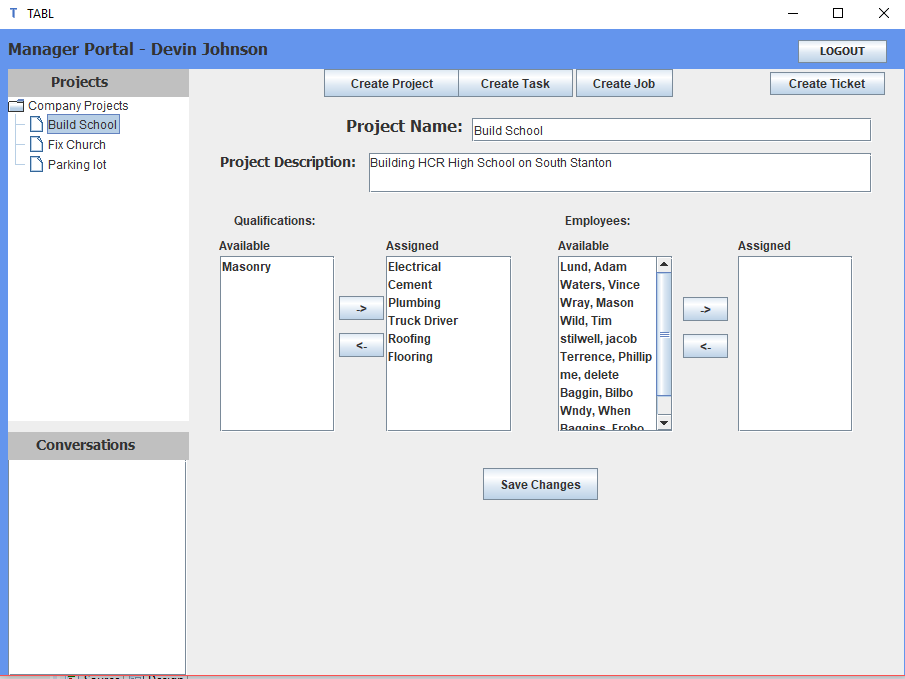 T TABL
Manager Portal - Devin Johnson
LOGOUT
Projects
Company Projects
Build School
Fix Church
Parking lot
Conversations
Create Project
Create Task
Create Job
Create Ticket
Project Name: Build School
Project Description: Building HCR High School on South Stanton
Qualifications:
Available
Masonry
->
<-
Assigned
Electrical
Cement
Plumbing
Truck Driver
Roofing
Flooring
Employees:
Available
Lund, Adam
Waters, Vince
Wray, Mason
Wild, Tim
stilwell, jacob
Terrence, Phillip
me, delete
Baggin, Bilbo
Wndy, When
Baggins, Frobo
->
<-
Assigned
Save Changes